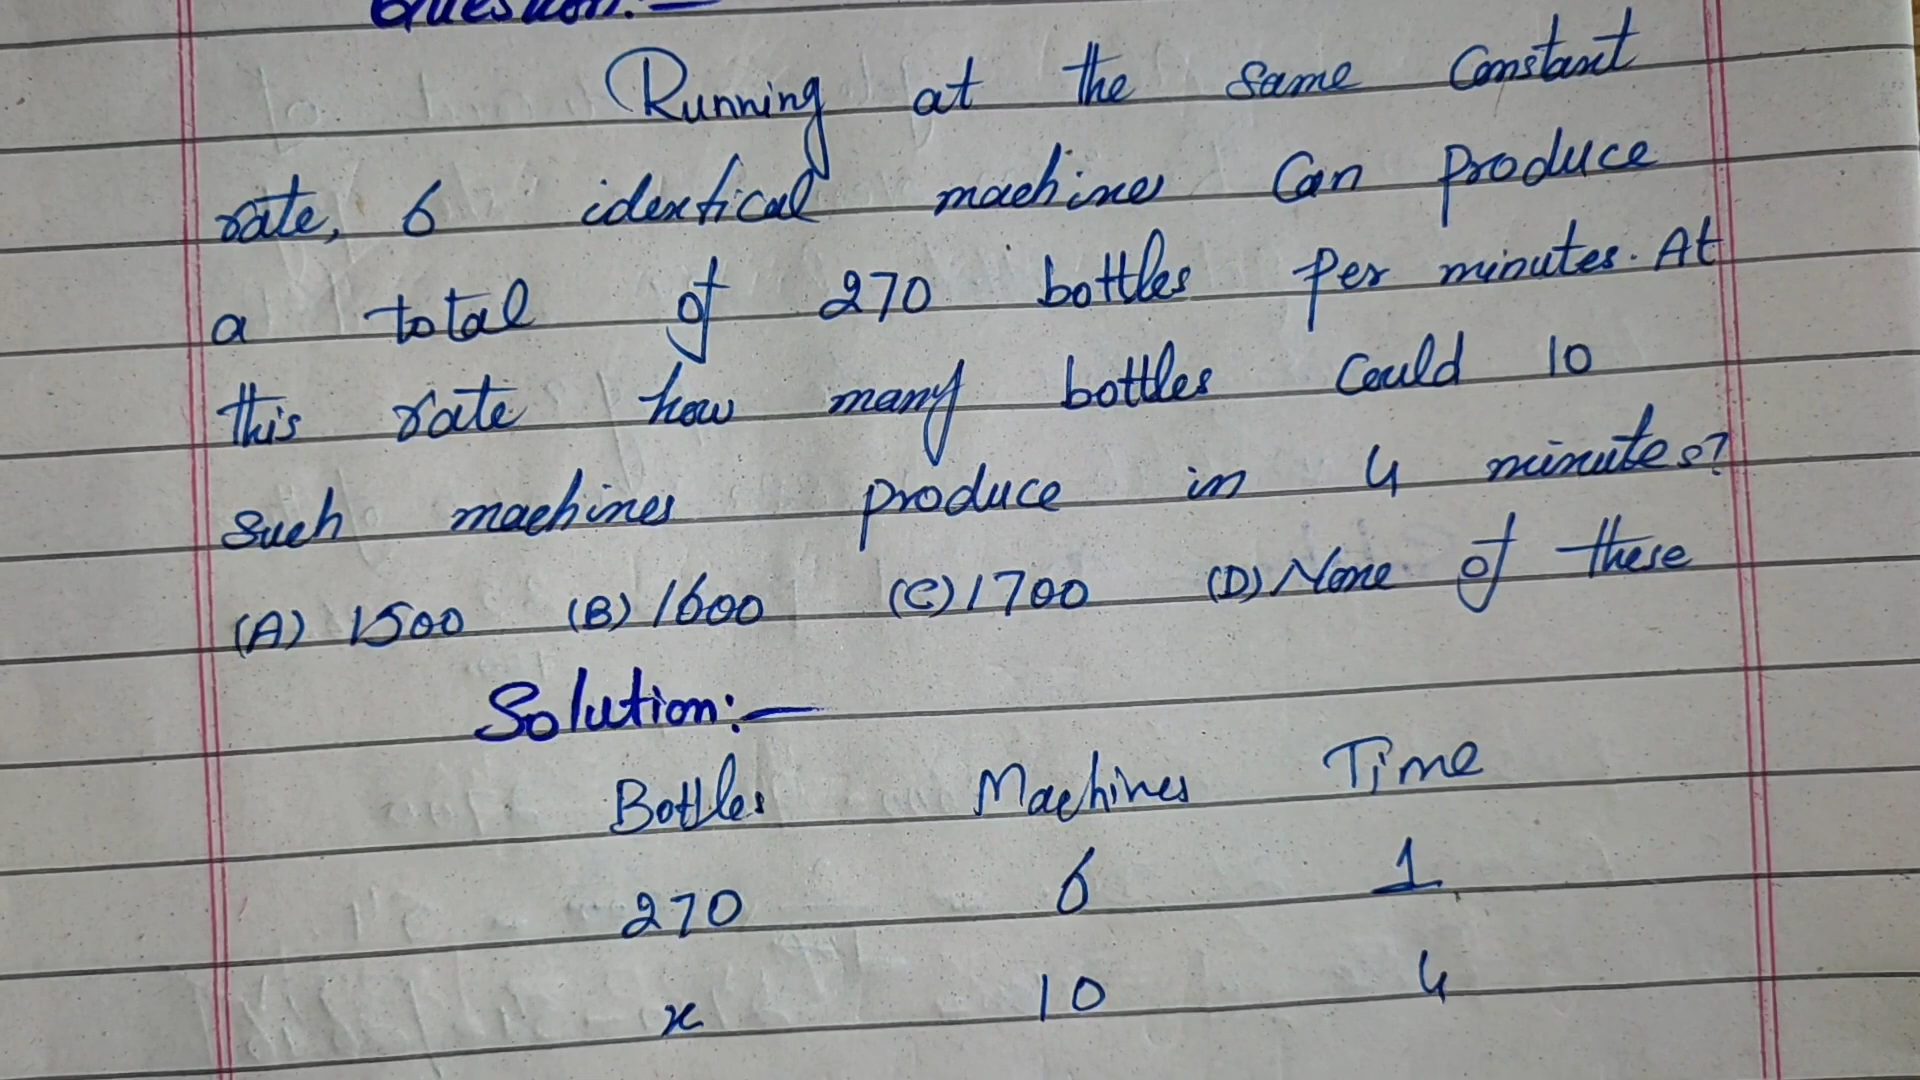 Question:-
Running at the same Constant
rate, 6 identical machines Can produce
a total of 270 bottles per minutes. At
this rate how many bottles Could 10
such machines produce in 4 minutes?
(A) 1500 (B) 1600 (C) 1700 (D) None of these
Solution:-
Bottles Machines Time
270 6 1
x 10 4